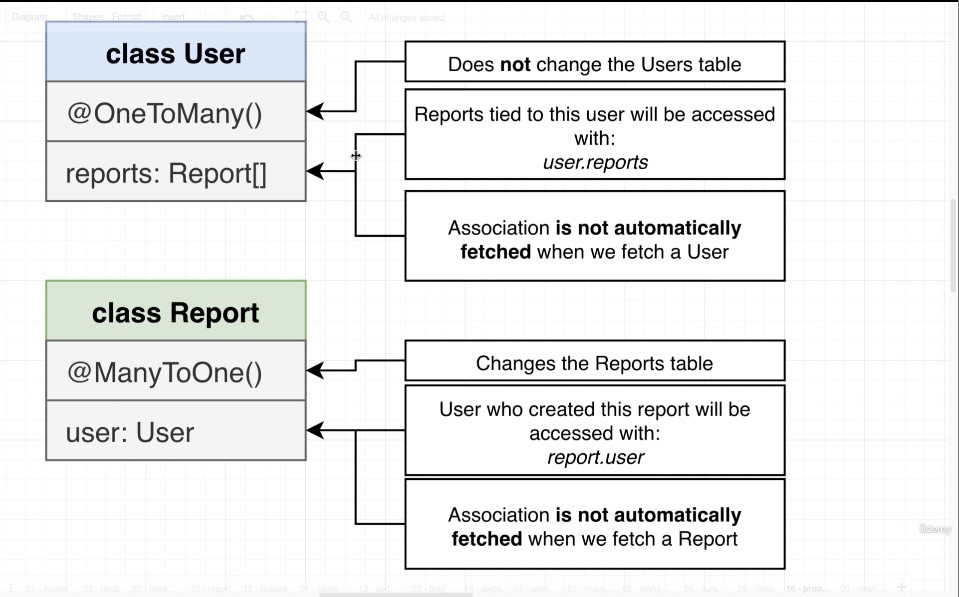 Diagram Shapes Format Insert All changes saved
class User
@OneToMany()
reports: Report[]
Does not change the Users table
Reports tied to this user will be accessed
with:
user.reports
Association is not automatically
fetched when we fetch a User
class Report
@ManyToOne()
user: User
Changes the Reports table
User who created this report will be
accessed with:
report.user
Association is not automatically
fetched when we fetch a Report
ûdemy